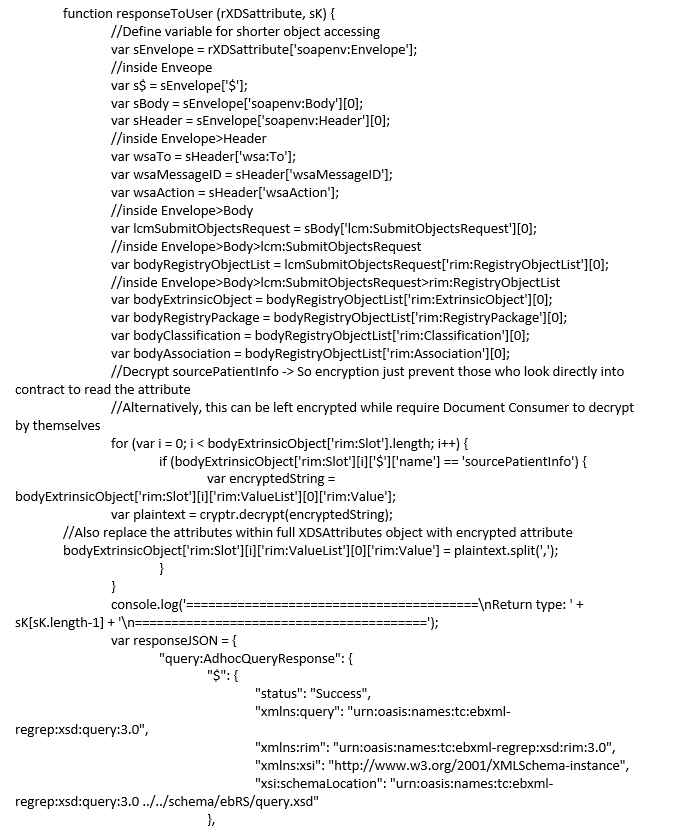 function responseToUser (rXDSattribute, sK) {
//Define variable for shorter object accessing
var sEnvelope = rXDSattribute['soapenv:Envelope'];
//inside Enveope
var s$ = sEnvelope['$'];
var sBody = sEnvelope['soapenv:Body'][0];
var sHeader = sEnvelope['soapenv:Header'][0];
//inside Envelope>Header
var wsaTo = sHeader['wsa:To'];
var wsaMessageID = sHeader['wsaMessageID'];
var wsaAction = sHeader['wsaAction'];
//inside Envelope>Body
var lcmSubmitObjectsRequest = sBody['lcm:SubmitObjectsRequest'][0];
//inside Envelope>Body>lcm:SubmitObjectsRequest
var bodyRegistryObjectList = lcmSubmitObjectsRequest['rim:RegistryObjectList'][0];
//inside Envelope>Body>lcm:SubmitObjectsRequest>rim:RegistryObjectList
var bodyExtrinsicObject = bodyRegistryObjectList['rim:ExtrinsicObject'][0];
var bodyRegistryPackage = bodyRegistryObjectList['rim:RegistryPackage'][0];
var bodyClassification = bodyRegistryObjectList['rim:Classification'][0];
var bodyAssociation = bodyRegistryObjectList['rim:Association'][0];
//Decrypt sourcePatientInfo -> So encryption just prevent those who look directly into
contract to read the attribute
//Alternatively, this can be left encrypted while require Document Consumer to decrypt
by themselves
for (var i = 0; i < bodyExtrinsicObject['rim:Slot'].length; i++) {
if (bodyExtrinsicObject['rim:Slot'][i]['$']['name'] == 'sourcePatientInfo') {
var encryptedString =
bodyExtrinsicObject['rim:Slot'][i]['rim:ValueList'][0]['rim:Value'];
var plaintext = cryptr.decrypt(encryptedString);
//Also replace the attributes within full XDSAttributes object with encrypted attribute
bodyExtrinsicObject['rim:Slot'][i]['rim:ValueList'][0]['rim:Value'] = plaintext.split(',');
}
}
console.log('========================================\nReturn type: ' +
sK[sK.length-1] + '\n========================================');
var responseJSON = {
"query:AdhocQueryResponse": {
"$": {
"status": "Success",
"xmlns:query": "urn:oasis:names:tc:ebxml-
regrep:xsd:query:3.0",
"xmlns:rim": "urn:oasis:names:tc:ebxml-regrep:xsd:rim:3.0",
"xmlns:xsi": "http://www.w3.org/2001/XMLSchema-instance",
"xsi:schemaLocation": "urn:oasis:names:tc:ebxml-
regrep:xsd:query:3.0 ../../schema/ebRS/query.xsd"
},